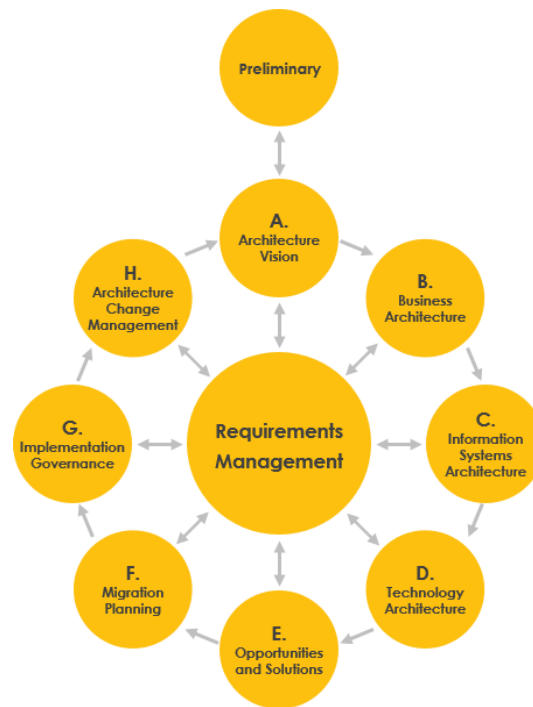 Preliminary
A.
Architecture
Vision
B.
Business
Architecture
C.
Information
Systems
Architecture
D.
Technology
Architecture
E.
Opportunities
and Solutions
F.
Migration
Planning
G.
Implementation
Governance
H.
Architecture
Change
Management
Requirements
Management